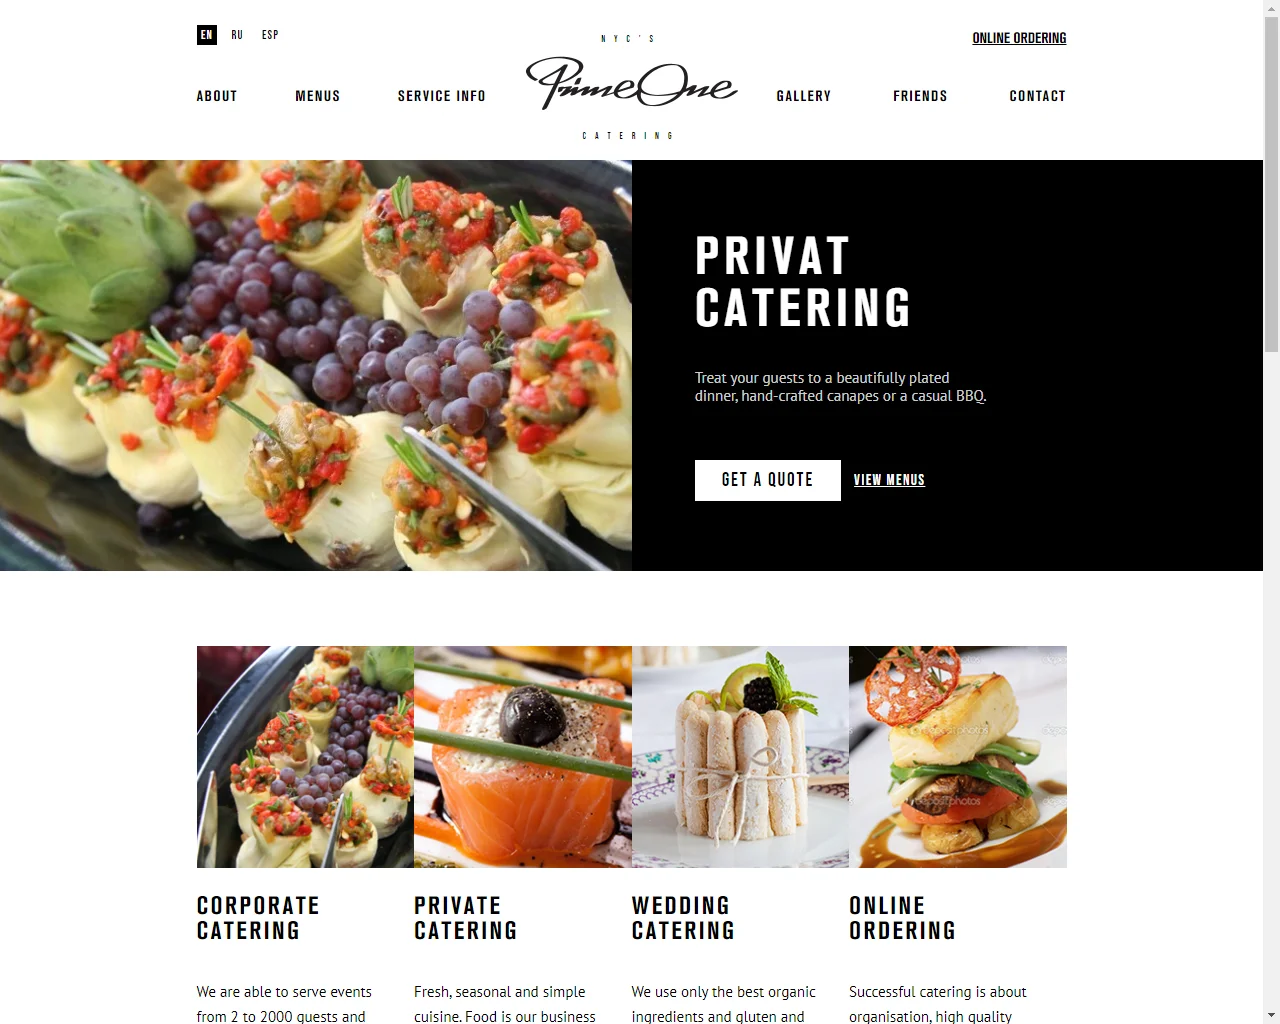 EN RU ESP
NYC'S
ONLINE ORDERING
ABOUT MENUS SERVICE INFO PrimeOne GALLERY FRIENDS CONTACT
CATERING
PRIVAT
CATERING
Treat your guests to a beautifully plated
dinner, hand-crafted canapes or a casual BBQ.
GET A QUOTE VIEW MENUS
CORPORATE
CATERING
PRIVATE
CATERING
WEDDING
CATERING
ONLINE
ORDERING
We are able to serve events
from 2 to 2000 guests and
Fresh, seasonal and simple
cuisine. Food is our business
We use only the best organic
ingredients and gluten and
Successful catering is about
organisation, high quality
depositphotos